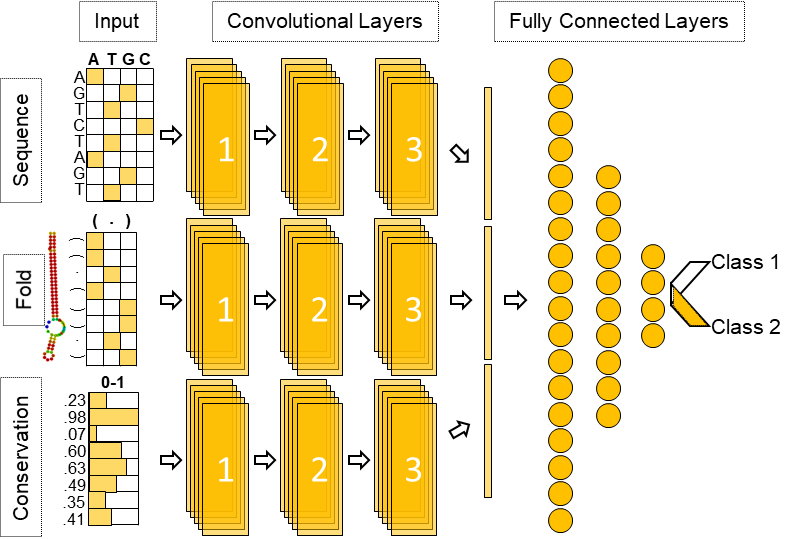 Input
Convolutional Layers
Fully Connected Layers
Sequence
A T G C
A
G
T
C
T
A
G
T
1
2
3
Fold
( . )
(
(
.
(
)
)
.
)
1
2
3
Class 1
Class 2
Conservation
0-1
.23
.98
.07
.60
.63
.49
.35
.41
1
2
3